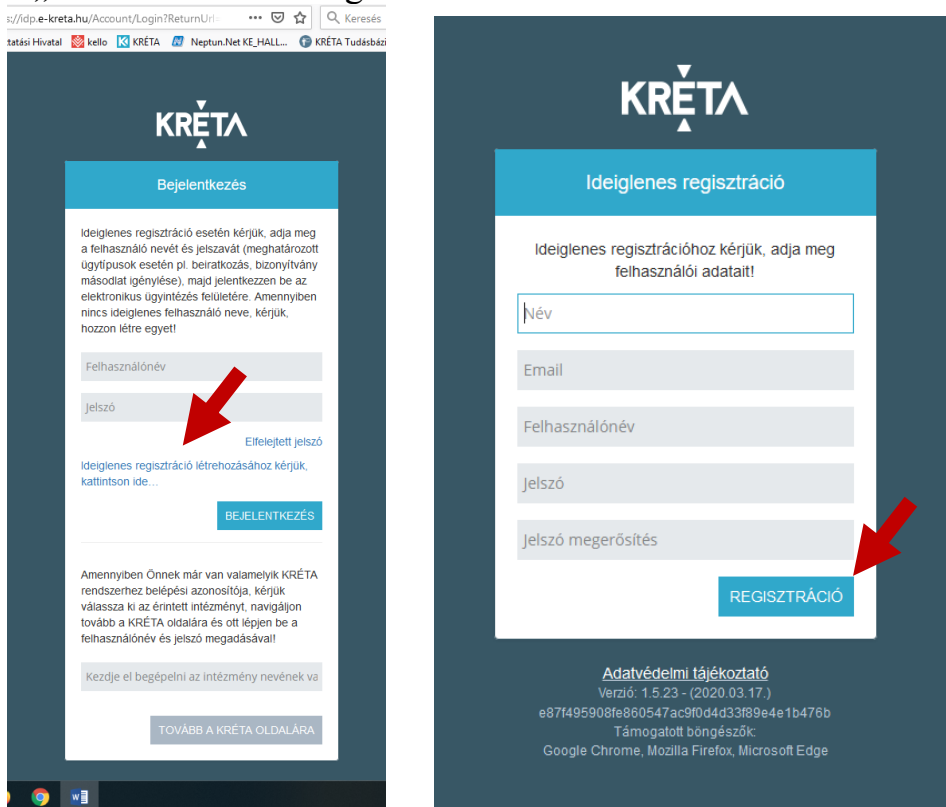 s://idp.e-kreta.hu/Account/Login?ReturnUrl=
Keresés
tatási Hivatal kello KRÉTA Neptun.Net KE_HALL... KRÉTA Tudásbázi
KRÉTA
Bejelentkezés
Ideiglenes regisztráció esetén kérjük, adja meg
a felhasználó nevét és jelszavát (meghatározott
ügytípusok esetén pl. beiratkozás, bizonyítvány
másodlat igénylése), majd jelentkezzen be az
elektronikus ügyintézés felületére. Amennyiben
nincs ideiglenes felhasználó neve, kérjük,
hozzon létre egyet!
Felhasználónév
Jelszó
Elfelejtett jelszó
Ideiglenes regisztráció létrehozásához kérjük,
kattintson ide...
BEJELENTKEZÉS
Amennyiben Önnek már van valamelyik KRÉTA
rendszerhez belépési azonosítója, kérjük
válassza ki az érintett intézményt, navigáljon
tovább a KRÉTA oldalára és ott lépjen be a
felhasználónév és jelszó megadásával!
Kezdje el begépelni az intézmény nevének va
TOVÁBB A KRÉTA OLDALÁRA
KRÉTA
Ideiglenes regisztráció
Ideiglenes regisztrációhoz kérjük, adja meg
felhasználói adatait!
Név
Email
Felhasználónév
Jelszó
Jelszó megerősítés
REGISZTRÁCIÓ
Adatvédelmi tájékoztató
Verzió: 1.5.23 - (2020.03.17.)
e87f495908fe860547ac9f0d4d33f89e4e1b476b
Támogatott böngészők:
Google Chrome, Mozilla Firefox, Microsoft Edge